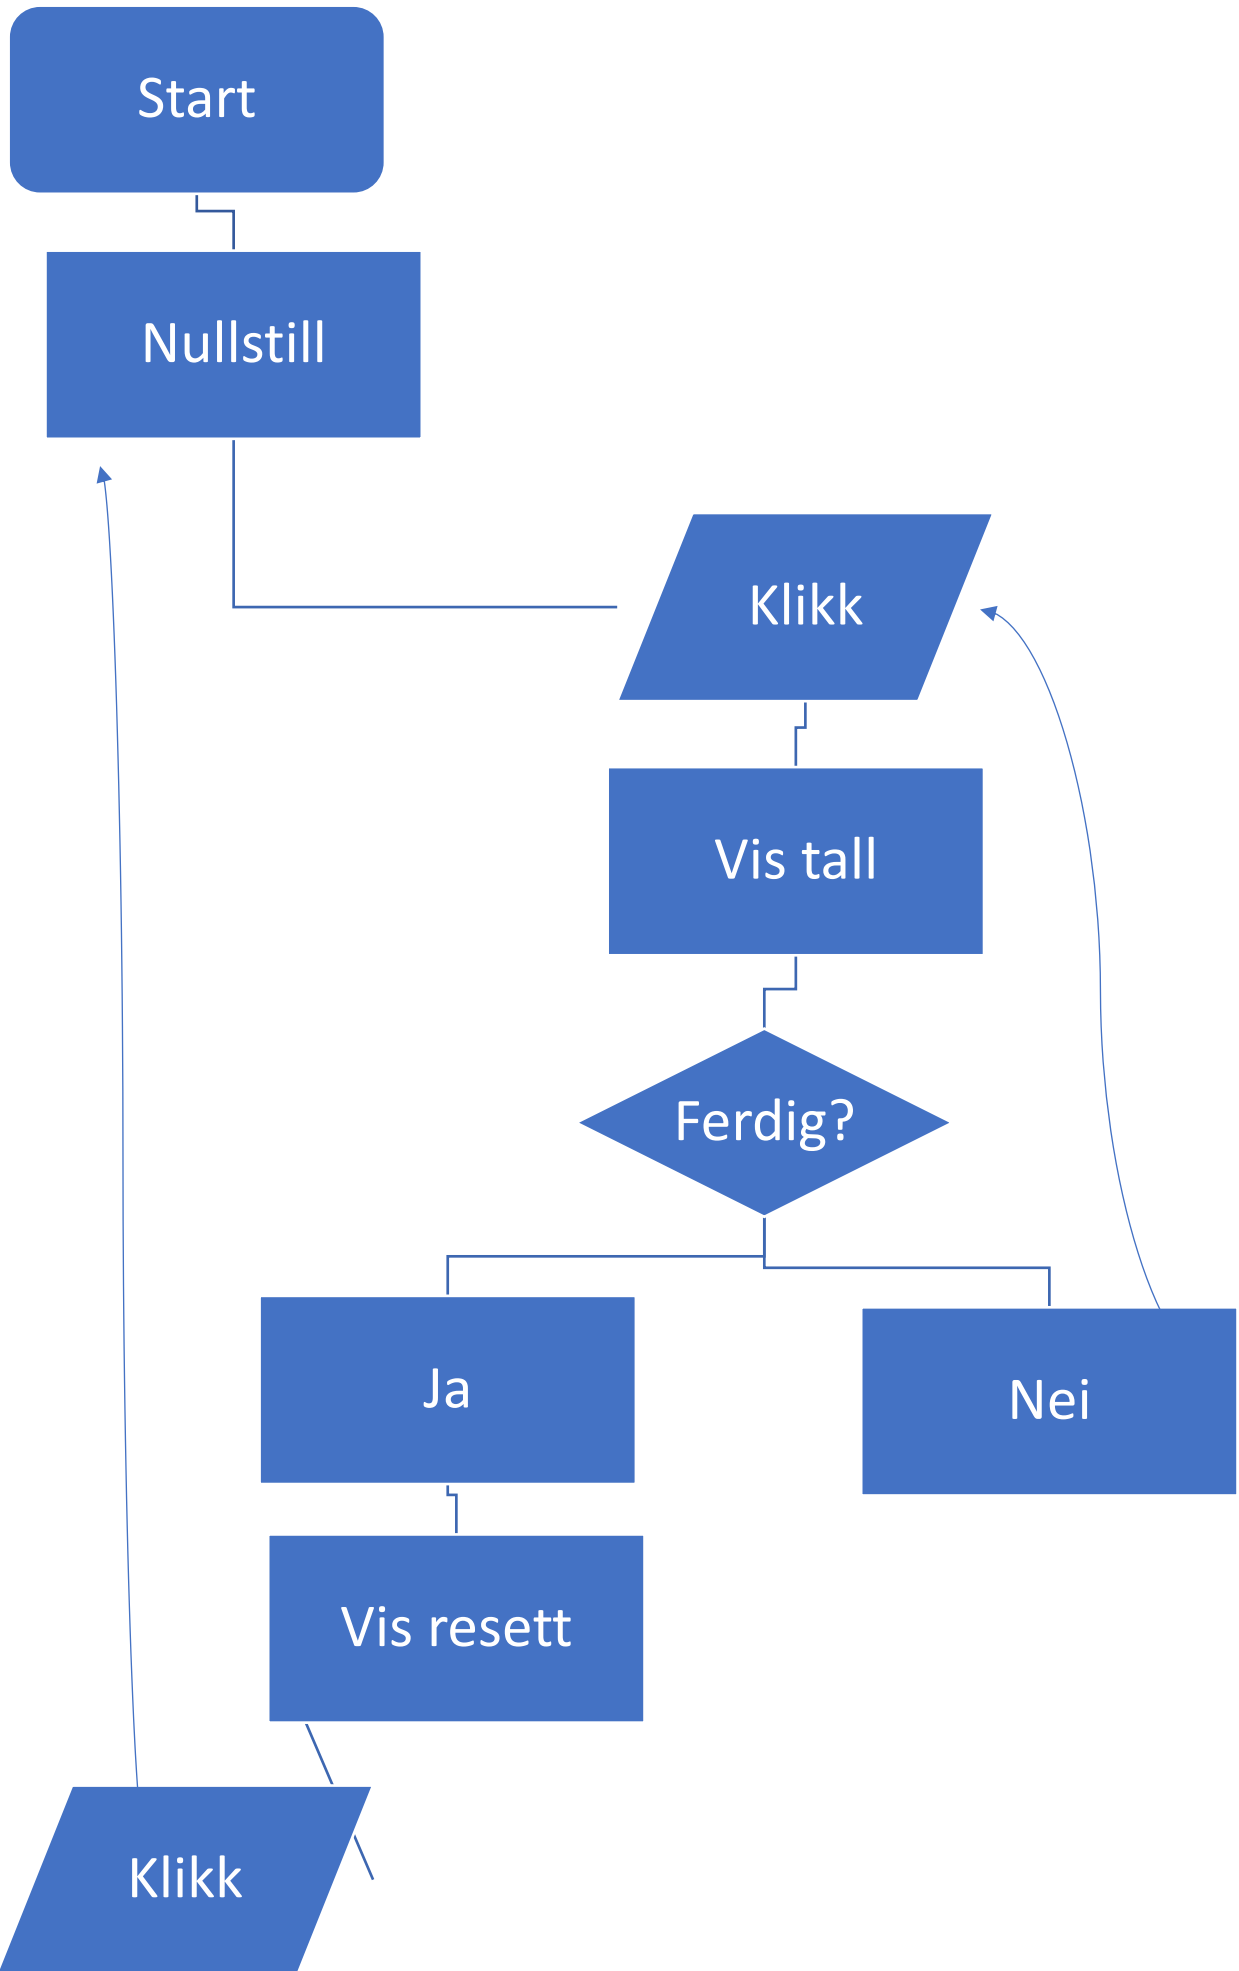 Start
Nullstill
Klikk
Vis tall
Ferdig?
Ja
Nei
Vis resett
Klikk